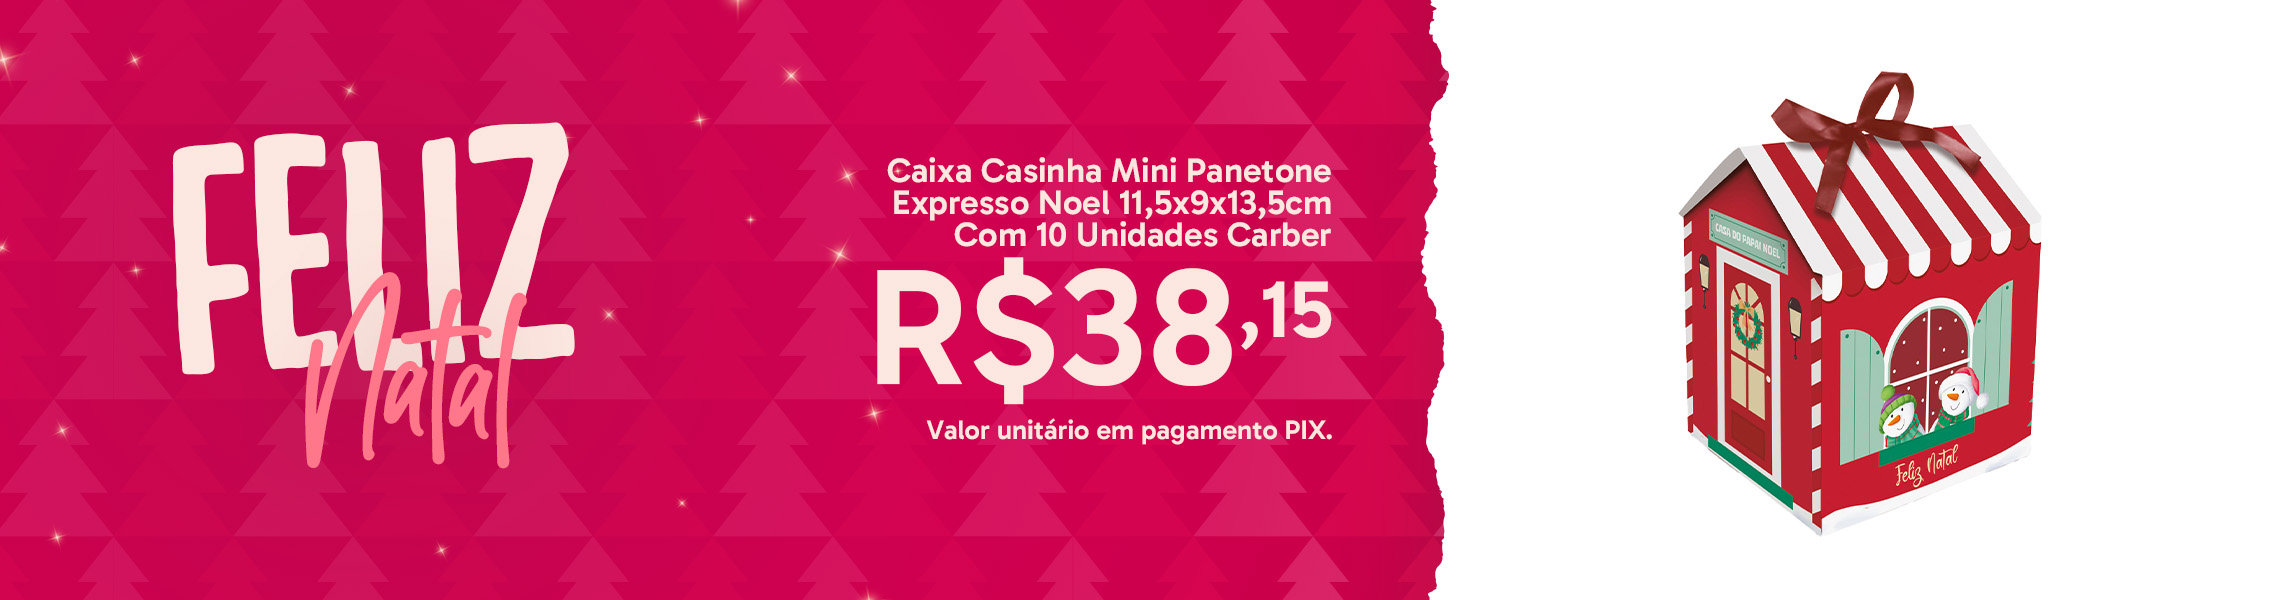 FELIZ
Natal
Caixa Casinha Mini Panetone
Expresso Noel 11,5x9x13,5cm
Com 10 Unidades Carber
R$38,15
Valor unitário em pagamento PIX.
CASA DO PAPAI NOEL
Feliz Natal